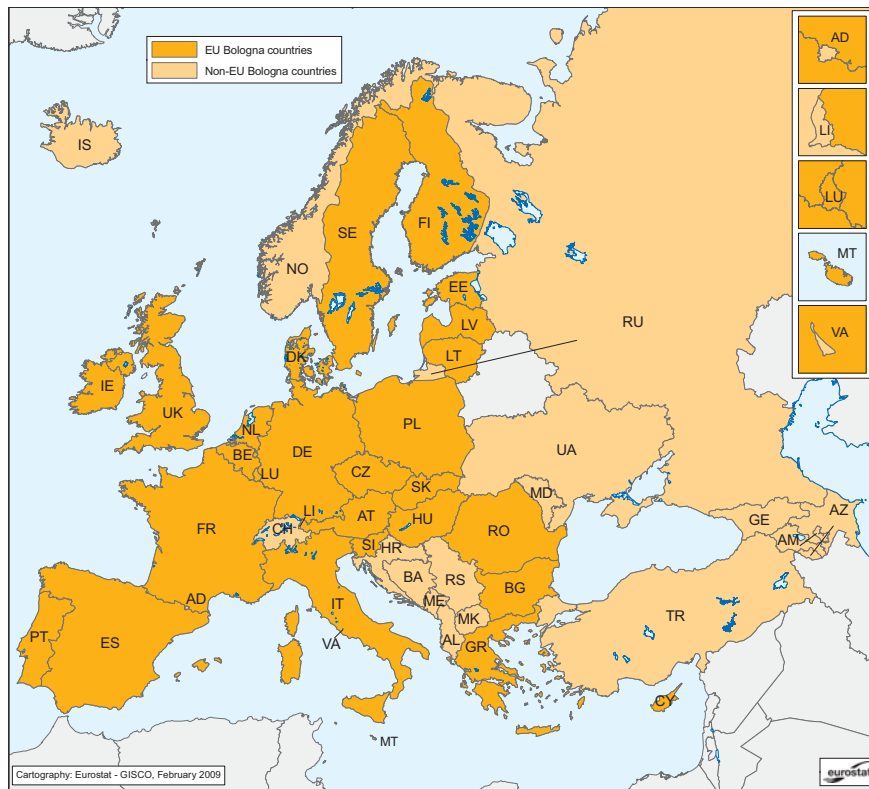 EU Bologna countries
Non-EU Bologna countries
AD
IS
LI
LU
SE
FI
MT
NO
EE
VA
RU
LV
LT
DK
IE
UK
NL
PL
BE
DE
UA
LU
CZ
SK
MD
LI
AT
HU
FR
CH
RO
GE
AZ
AM
SI
HR
BA
RS
BG
AD
IT
ME
MK
TR
PT
ES
VA
AL
GR
CY
MT
Cartography: Eurostat - GISCO, February 2009
eurostat